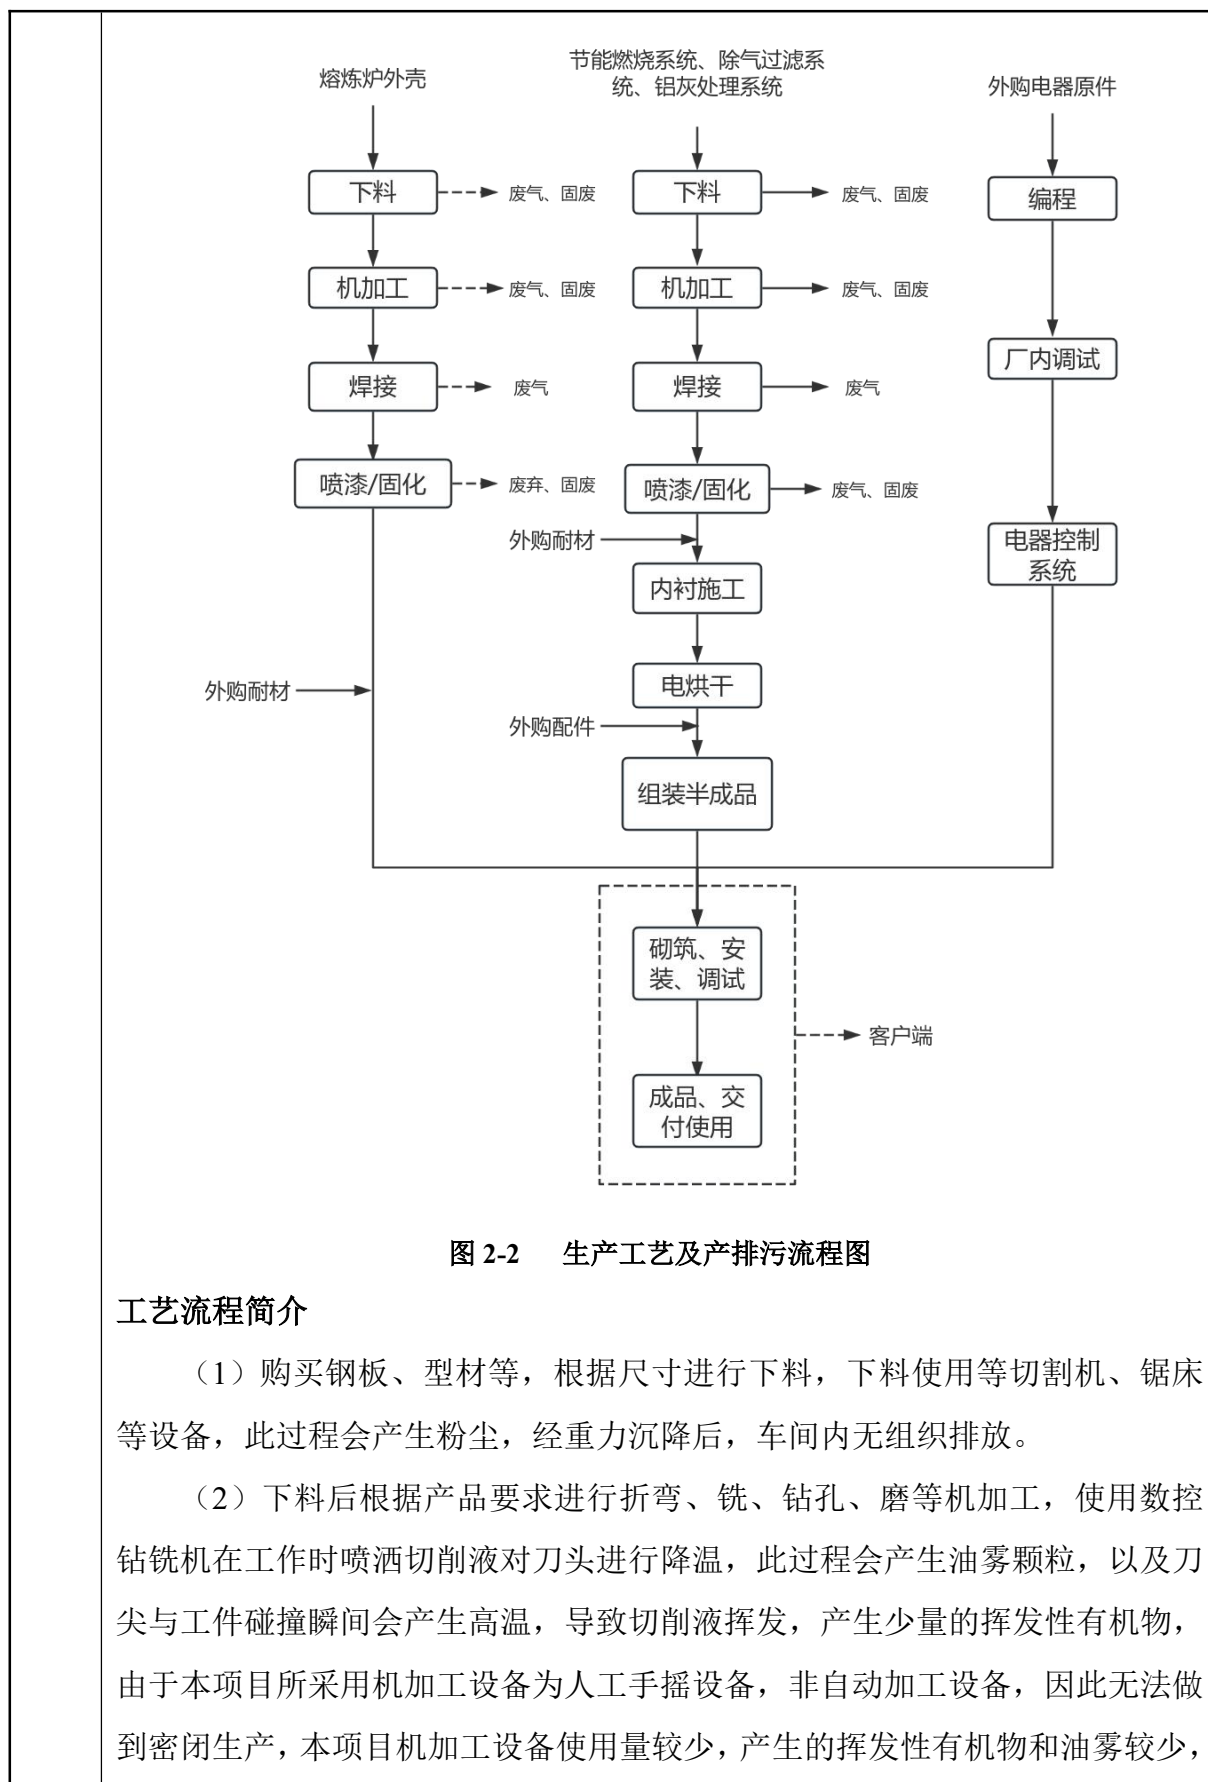 熔炼炉外壳
下料
废气、固废
机加工
废气、固废
焊接
废气
喷漆/固化
废弃、固废
外购耐材
节能燃烧系统、除气过滤系
统、铝灰处理系统
下料
废气、固废
机加工
废气、固废
焊接
废气
喷漆/固化
废气、固废
外购耐材
内衬施工
电烘干
外购配件
组装半成品
外购电器原件
编程
厂内调试
电器控制
系统
砌筑、安
装、调试
客户端
成品、交
付使用
图 2-2 生产工艺及产排污流程图
工艺流程简介
（1）购买钢板、型材等，根据尺寸进行下料，下料使用等切割机、锯床
等设备，此过程会产生粉尘，经重力沉降后，车间内无组织排放。
（2）下料后根据产品要求进行折弯、铣、钻孔、磨等机加工，使用数控
钻铣机在工作时喷洒切削液对刀头进行降温，此过程会产生油雾颗粒，以及刀
尖与工件碰撞瞬间会产生高温，导致切削液挥发，产生少量的挥发性有机物，
由于本项目所采用机加工设备为人工手摇设备，非自动加工设备，因此无法做
到密闭生产，本项目机加工设备使用量较少，产生的挥发性有机物和油雾较少，